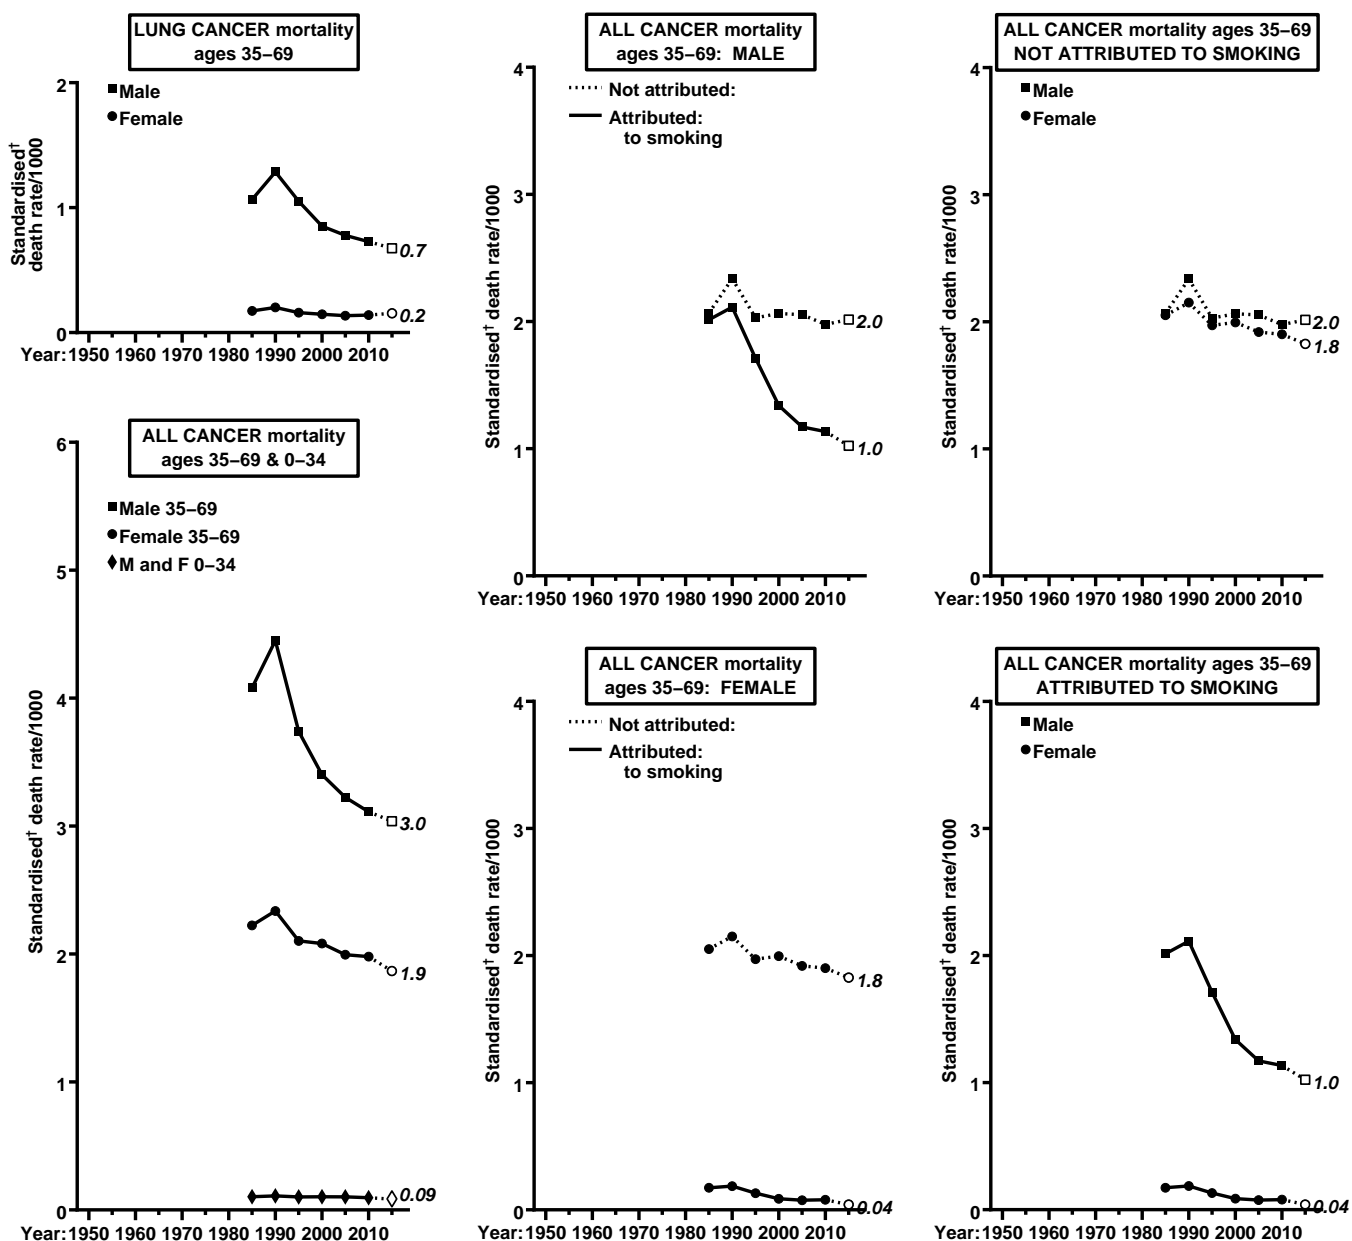 LUNG CANCER mortality
ages 35–69
2
1
0
Standardised†
death rate/1000
Male
Female
0.7
0.2
Year: 1950 1960 1970 1980 1990 2000 2010
ALL CANCER mortality
ages 35–69 & 0–34
6
5
4
3
2
1
0
Standardised† death rate/1000
Male 35–69
Female 35–69
M and F 0–34
3.0
1.9
0.09
Year: 1950 1960 1970 1980 1990 2000 2010
ALL CANCER mortality
ages 35–69: MALE
4
3
2
1
0
Standardised† death rate/1000
Not attributed:
Attributed:
to smoking
2.0
1.0
Year: 1950 1960 1970 1980 1990 2000 2010
ALL CANCER mortality
ages 35–69: FEMALE
4
3
2
1
0
Standardised† death rate/1000
Not attributed:
Attributed:
to smoking
1.8
0.04
Year: 1950 1960 1970 1980 1990 2000 2010
ALL CANCER mortality ages 35–69
NOT ATTRIBUTED TO SMOKING
4
3
2
1
0
Standardised† death rate/1000
Male
Female
2.0
1.8
Year: 1950 1960 1970 1980 1990 2000 2010
ALL CANCER mortality ages 35–69
ATTRIBUTED TO SMOKING
4
3
2
1
0
Standardised† death rate/1000
Male
Female
1.0
0.04
Year: 1950 1960 1970 1980 1990 2000 2010